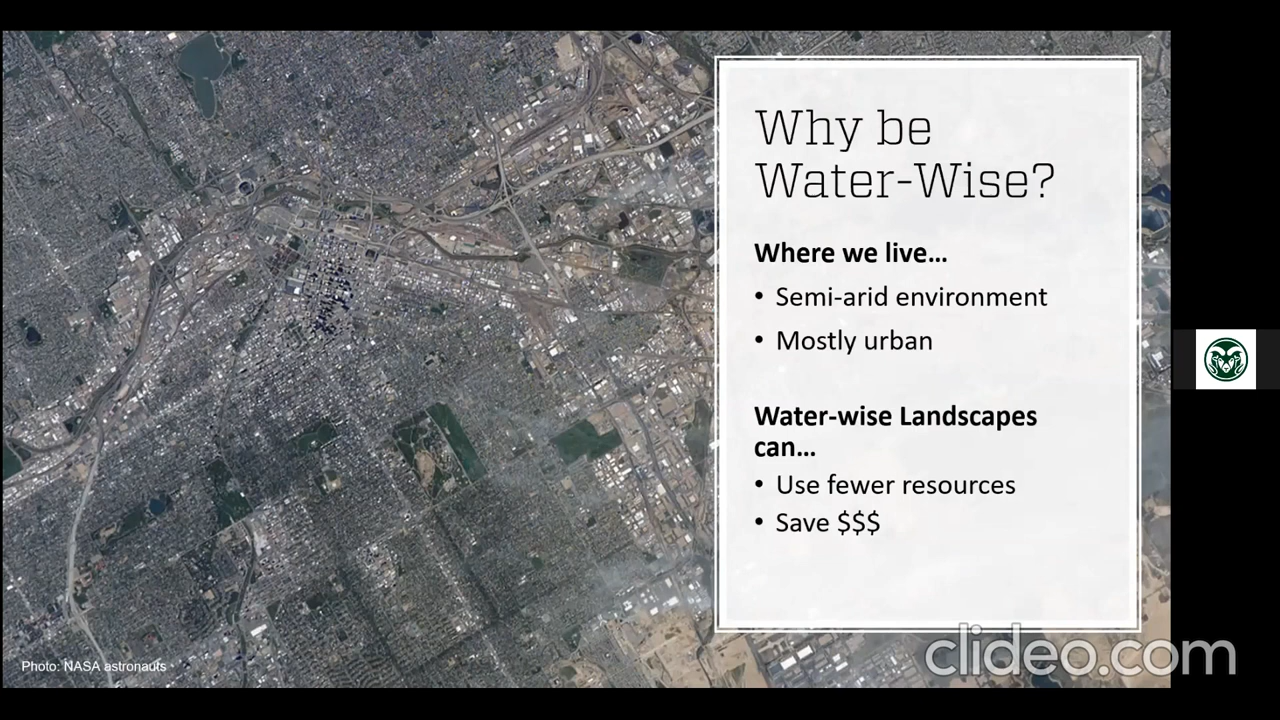 Why be
Water-Wise?
Where we live…
• Semi-arid environment
• Mostly urban
Water-wise Landscapes
can…
• Use fewer resources
• Save $$$
Photo: NASA astronauts
clideo.com